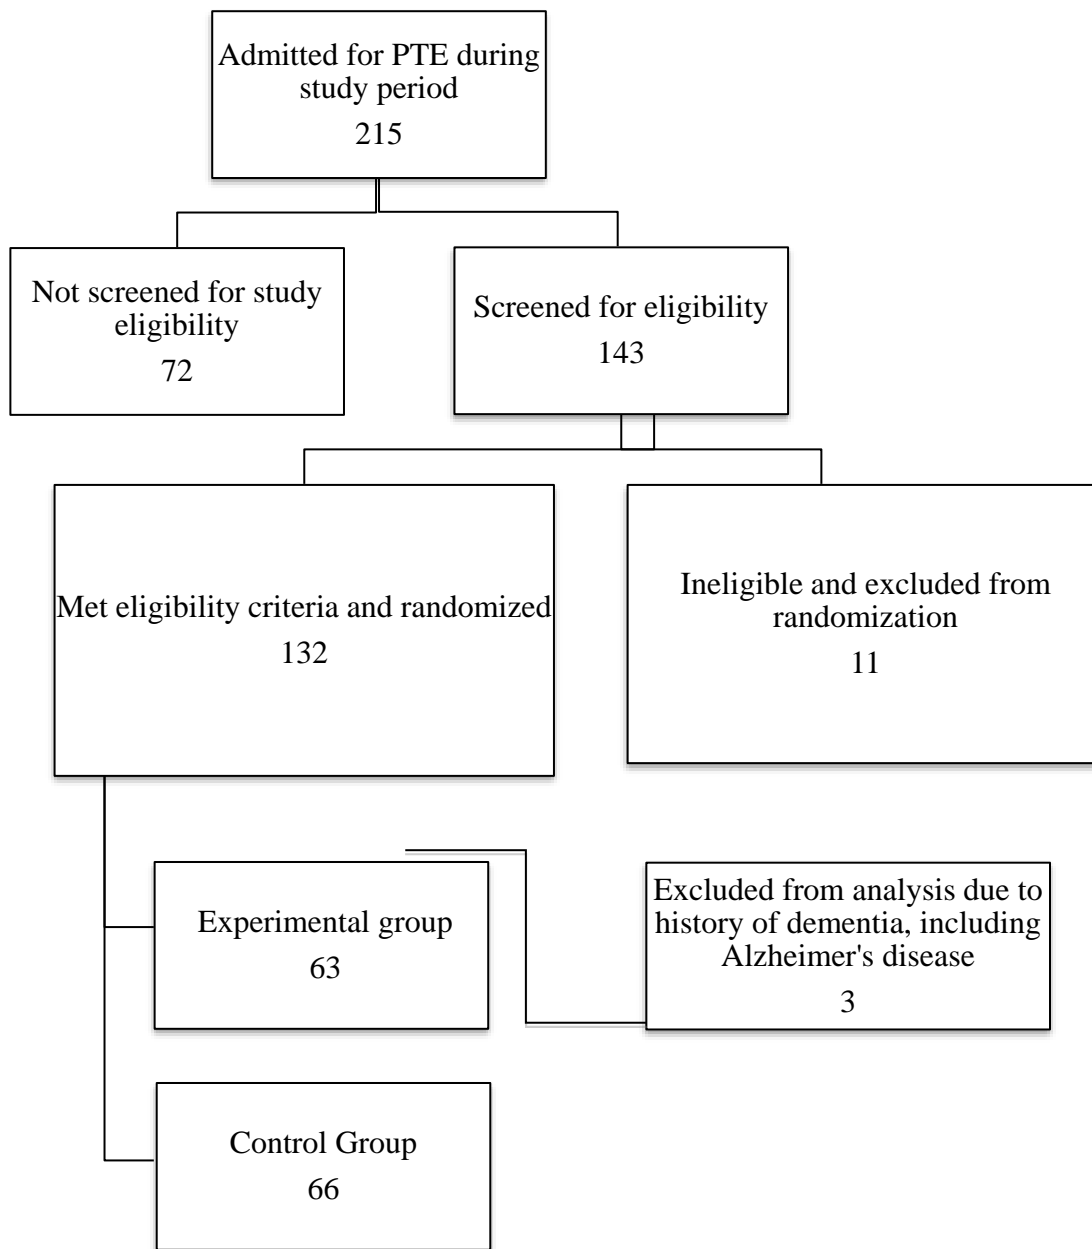 Admitted for PTE during
study period
215
Not screened for study
eligibility
72
Screened for eligibility
143
Met eligibility criteria and randomized
132
Ineligible and excluded from
randomization
11
Experimental group
63
Excluded from analysis due to
history of dementia, including
Alzheimer's disease
3
Control Group
66